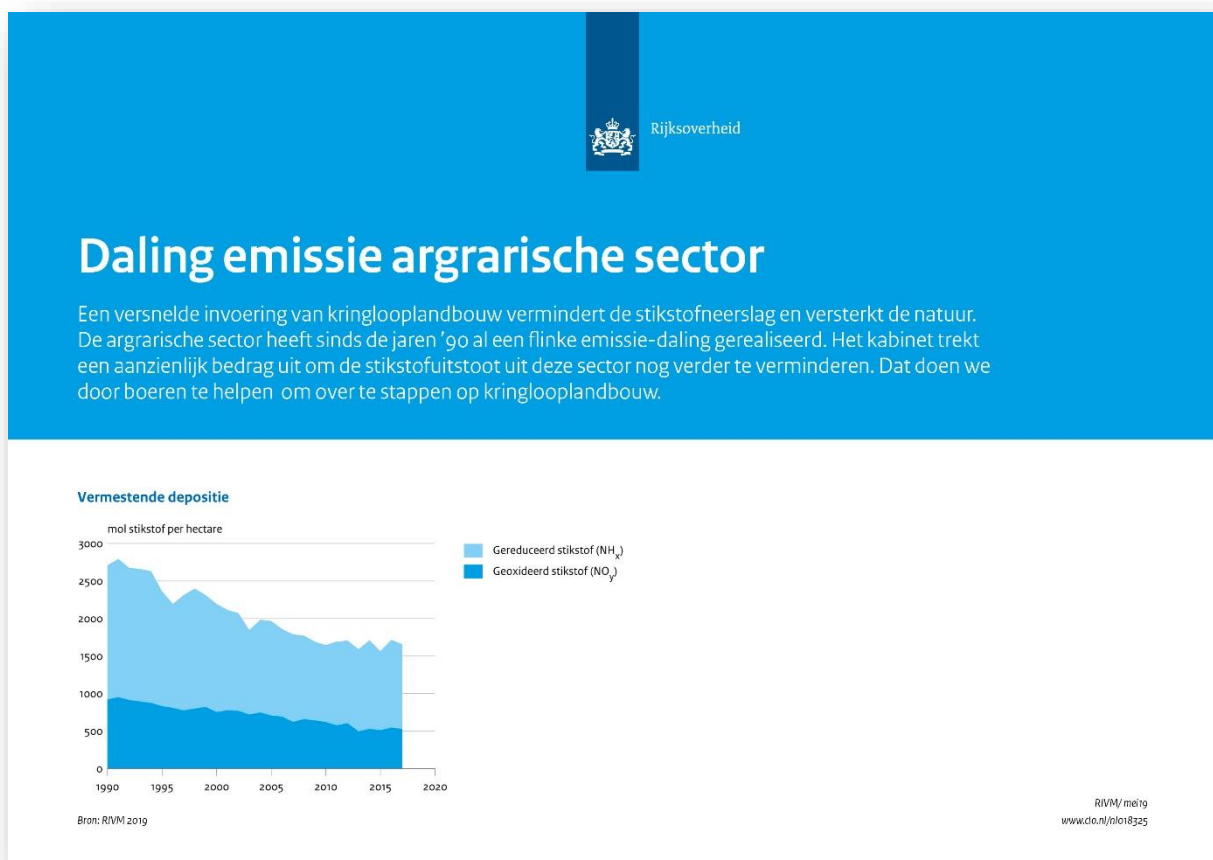 Rijksoverheid
Daling emissie argrarische sector
Een versnelde invoering van kringlooplandbouw vermindert de stikstofneerslag en versterkt de natuur.
De argrarische sector heeft sinds de jaren ’90 al een flinke emissie-daling gerealiseerd. Het kabinet trekt
een aanzienlijk bedrag uit om de stikstofuitstoot uit deze sector nog verder te verminderen. Dat doen we
door boeren te helpen om over te stappen op kringlooplandbouw.
Vermestende depositie
mol stikstof per hectare
3000
2500
2000
1500
1000
500
0
1990 1995 2000 2005 2010 2015 2020
Gereduceerd stikstof (NHx)
Geoxideerd stikstof (NOy)
Bron: RIVM 2019
RIVM/ mei19
www.clo.nl/nl018325